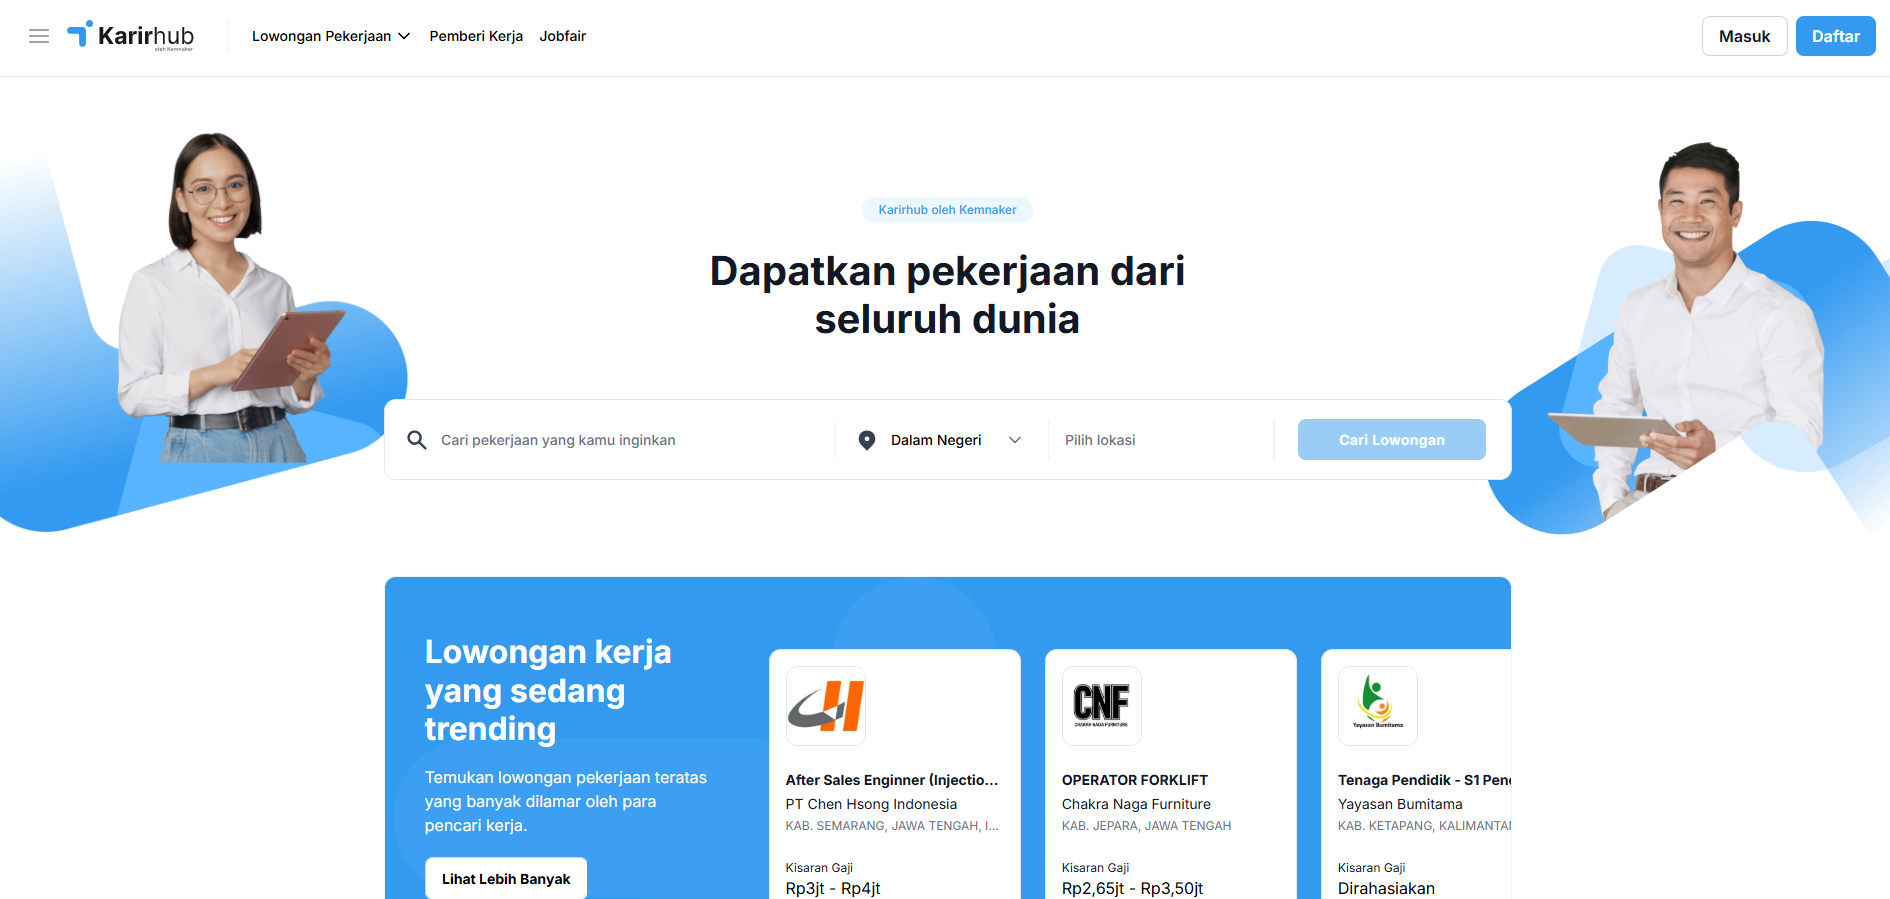 Karirhub
oleh Kemnaker
Lowongan Pekerjaan
Pemberi Kerja
Jobfair
Masuk
Daftar
Karirhub oleh Kemnaker
Dapatkan pekerjaan dari
seluruh dunia
Cari pekerjaan yang kamu inginkan
Dalam Negeri
Pilih lokasi
Cari Lowongan
Lowongan kerja
yang sedang
trending
Temukan lowongan pekerjaan teratas
yang banyak dilamar oleh para
pencari kerja.
Lihat Lebih Banyak
After Sales Enginner (Injectio...
PT Chen Hsong Indonesia
KAB. SEMARANG, JAWA TENGAH, I...
Kisaran Gaji
Rp3jt - Rp4jt
CNF
CHAKRA NAGA FURNITURE
OPERATOR FORKLIFT
Chakra Naga Furniture
KAB. JEPARA, JAWA TENGAH
Kisaran Gaji
Rp2,65jt - Rp3,50jt
Yayasan Bumitama
Tenaga Pendidik - S1 Pen
Yayasan Bumitama
KAB. KETAPANG, KALIMANTA
Kisaran Gaji
Dirahasiakan